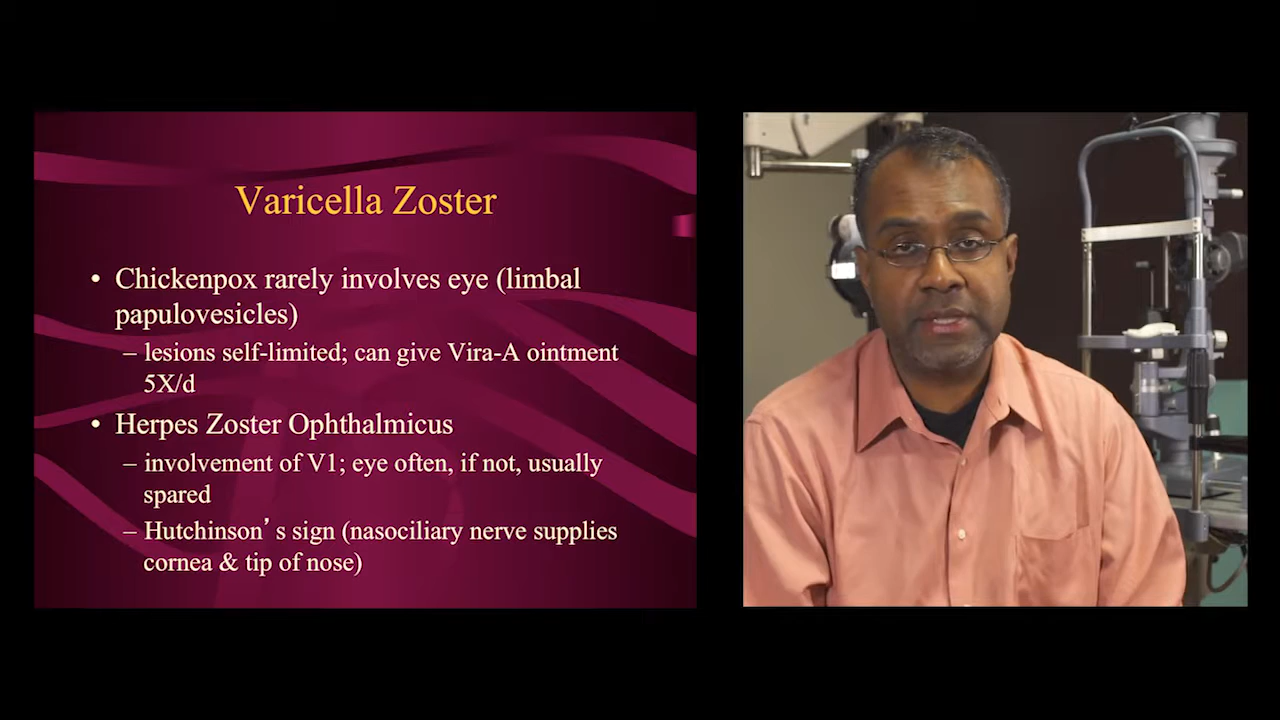 Varicella Zoster
• Chickenpox rarely involves eye (limbal
papulovesicles)
– lesions self-limited; can give Vira-A ointment
5X/d
• Herpes Zoster Ophthalmicus
– involvement of V1; eye often, if not, usually
spared
– Hutchinson’s sign (nasociliary nerve supplies
cornea & tip of nose)